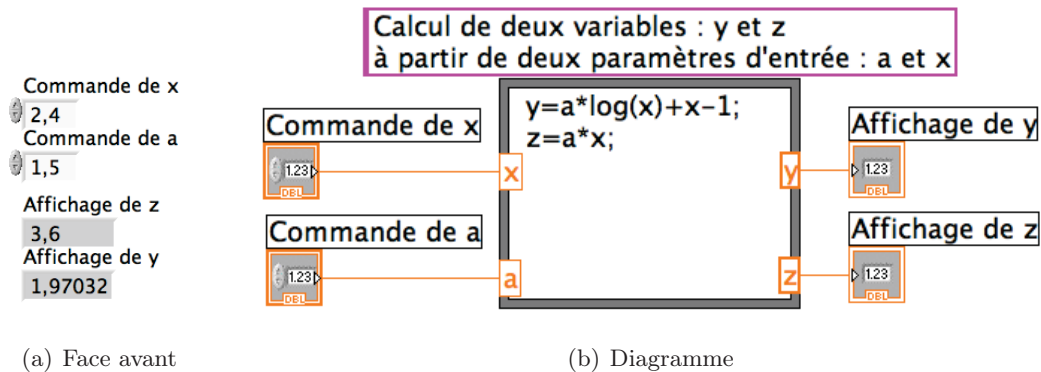 Calcul de deux variables : y et z
à partir de deux paramètres d'entrée : a et x
Commande de x
2,4
Commande de a
1,5
Affichage de z
3,6
Affichage de y
1,97032
Commande de x
1.23
DBL
Commande de a
1.23
DBL
y=a*log(x)+x-1;
z=a*x;
x
a
y
z
Affichage de y
1.23
DBL
Affichage de z
1.23
DBL
(a) Face avant
(b) Diagramme